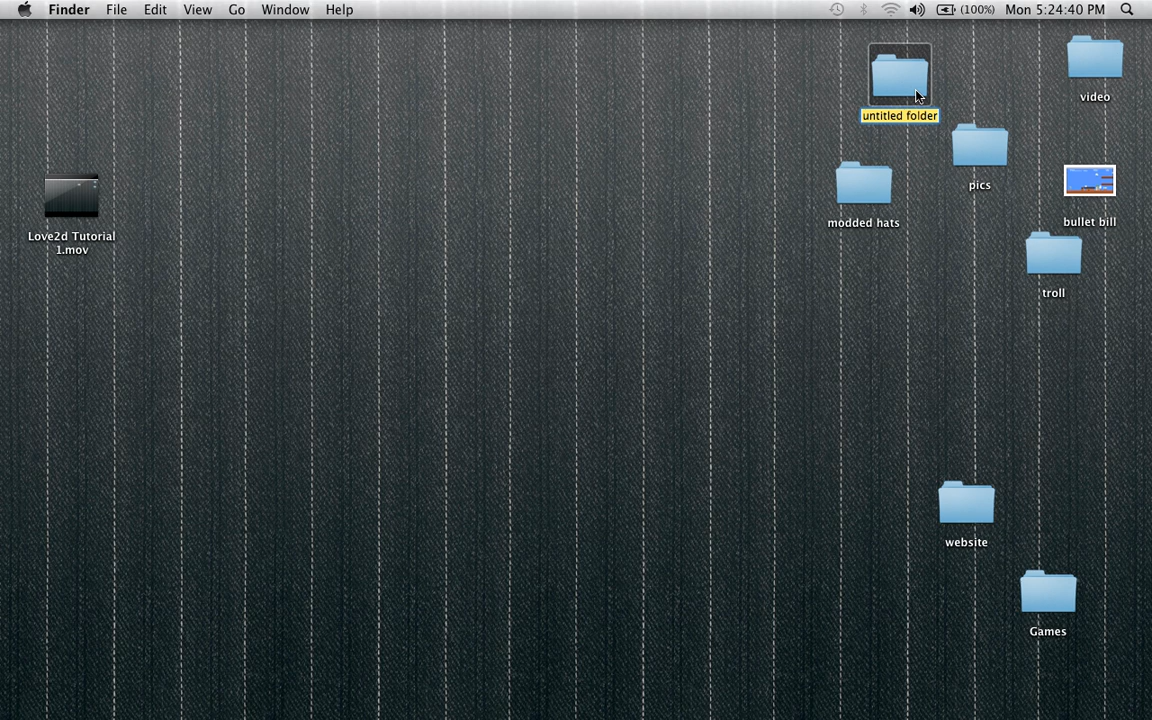 Finder File Edit View Go Window Help (100%) Mon 5:24:40 PM
video
untitled folder
pics
modded hats
bullet bill
Love2d Tutorial
1.mov
troll
website
Games